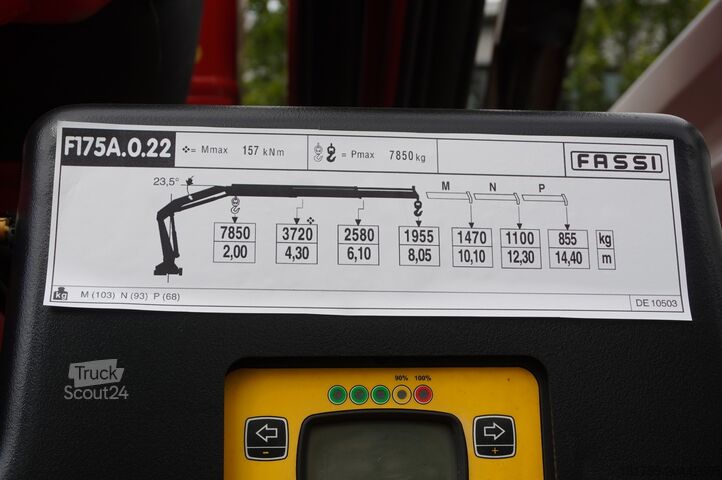 F175A.0.22 = Mmax 157 kNm = Pmax 7850 kg FASSI
23,5° M N P
7850 3720 2580 1955 1470 1100 855 kg
2,00 4,30 6,10 8,05 10,10 12,30 14,40 m
kg M (103) N (93) P (68) DE 10503
Truck
Scout24
90% 100%
- +